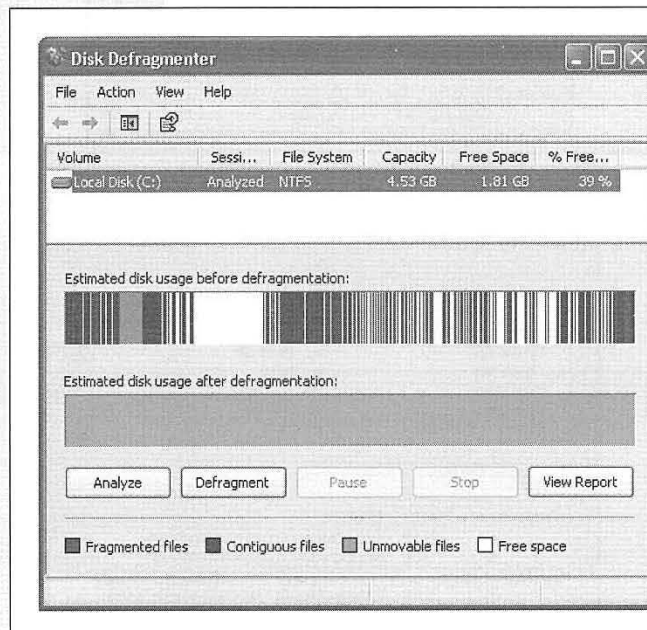 Disk Defragmenter
File Action View Help
Volume Sessi... File System Capacity Free Space % Free...
Local Disk (C:) Analyzed NTFS 4.53 GB 1.81 GB 39 %
Estimated disk usage before defragmentation:
Estimated disk usage after defragmentation:
Analyze Defragment Pause Stop View Report
Fragmented files Contiguous files Unmovable files Free space